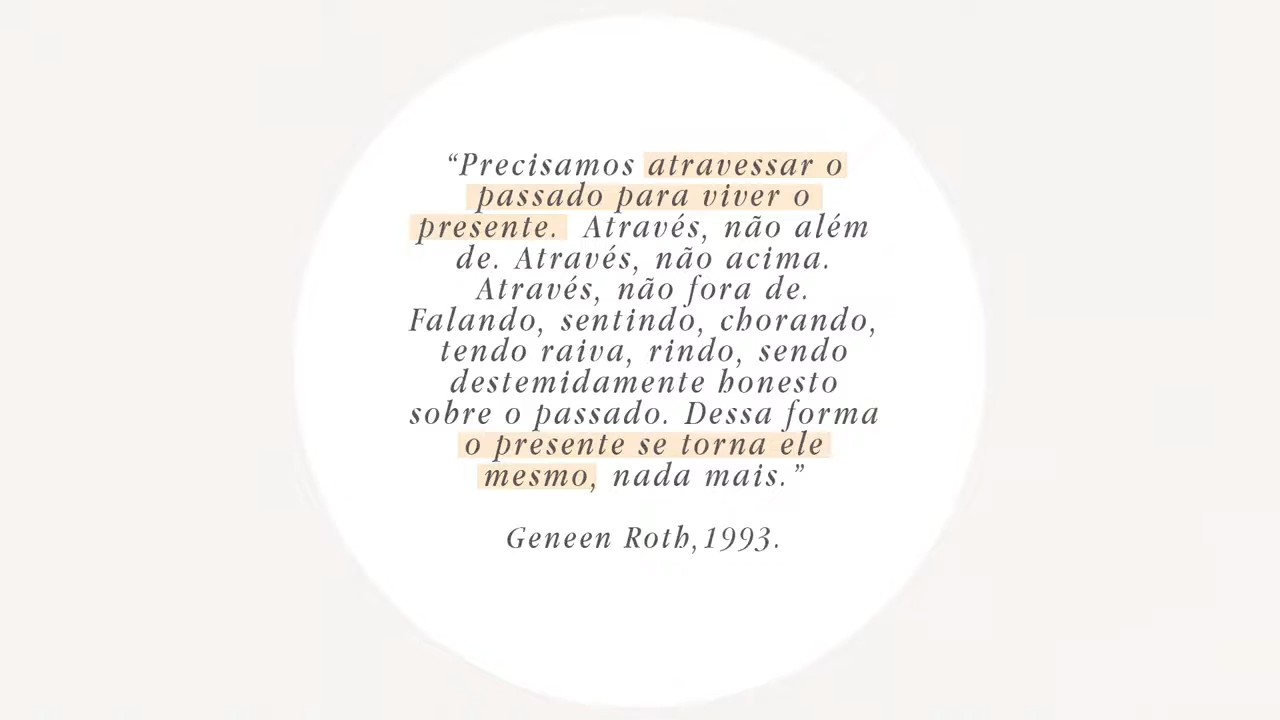 “Precisamos atravessar o
passado para viver o
presente. Através, não além
de. Através, não acima.
Através, não fora de.
Falando, sentindo, chorando,
tendo raiva, rindo, sendo
destemidamente honesto
sobre o passado. Dessa forma
o presente se torna ele
mesmo, nada mais.”
Geneen Roth,1993.